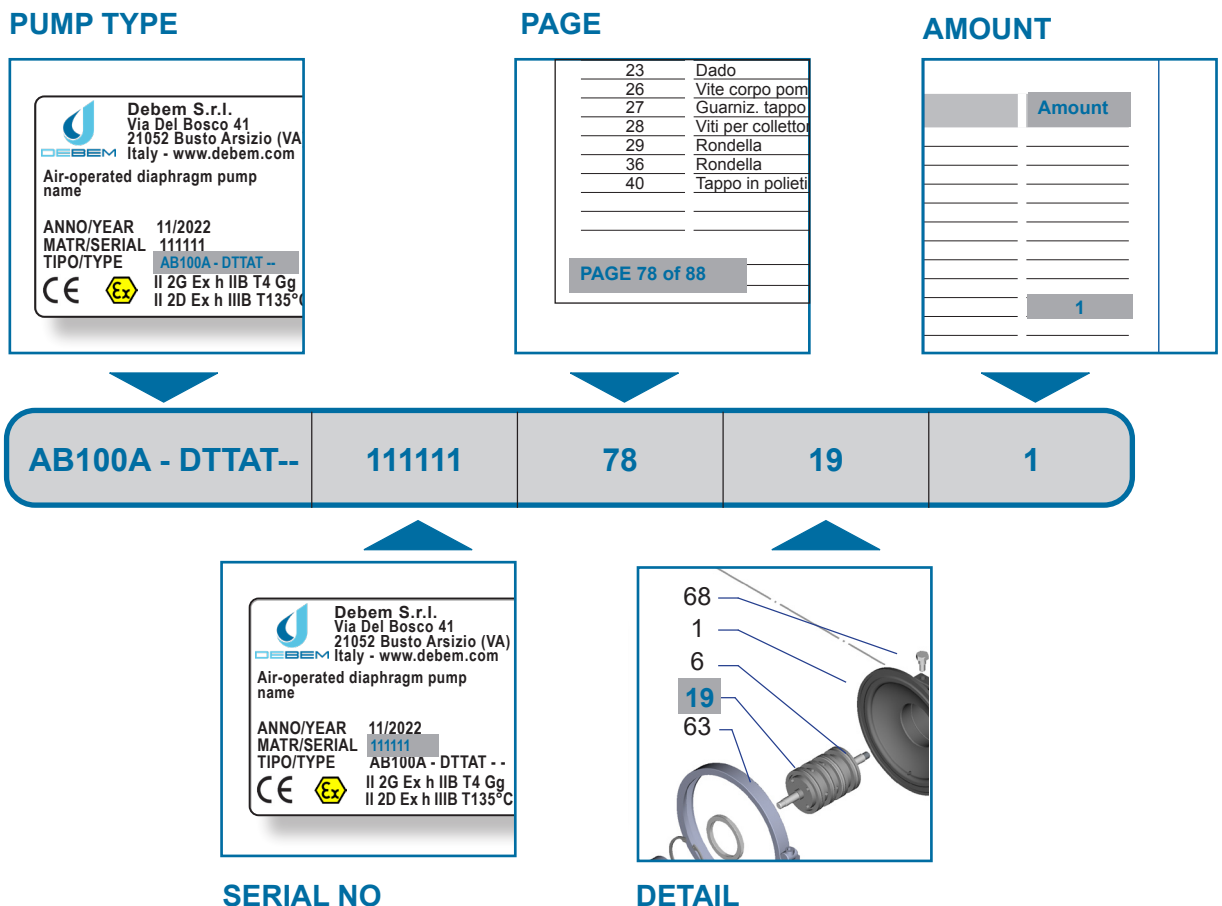 PUMP TYPE
PAGE
AMOUNT
Debem S.r.l.
Via Del Bosco 41
21052 Busto Arsizio (VA
Italy - www.debem.com
DEBEM
Air-operated diaphragm pump
name
ANNO/YEAR 11/2022
MATR/SERIAL 111111
TIPO/TYPE AB100A - DTTAT --
CE Ex II 2G Ex h IIB T4 Gg
II 2D Ex h IIIB T135°C
23 Dado
26 Vite corpo pom
27 Guarniz. tappo
28 Viti per collettor
29 Rondella
36 Rondella
40 Tappo in polieti
PAGE 78 of 88
Amount
1
AB100A - DTTAT-- 111111 78 19 1
Debem S.r.l.
Via Del Bosco 41
21052 Busto Arsizio (VA)
Italy - www.debem.com
DEBEM
Air-operated diaphragm pump
name
ANNO/YEAR 11/2022
MATR/SERIAL 111111
TIPO/TYPE AB100A - DTTAT - -
CE Ex II 2G Ex h IIB T4 Gg
II 2D Ex h IIIB T135°C
68
1
6
19
63
SERIAL NO
DETAIL